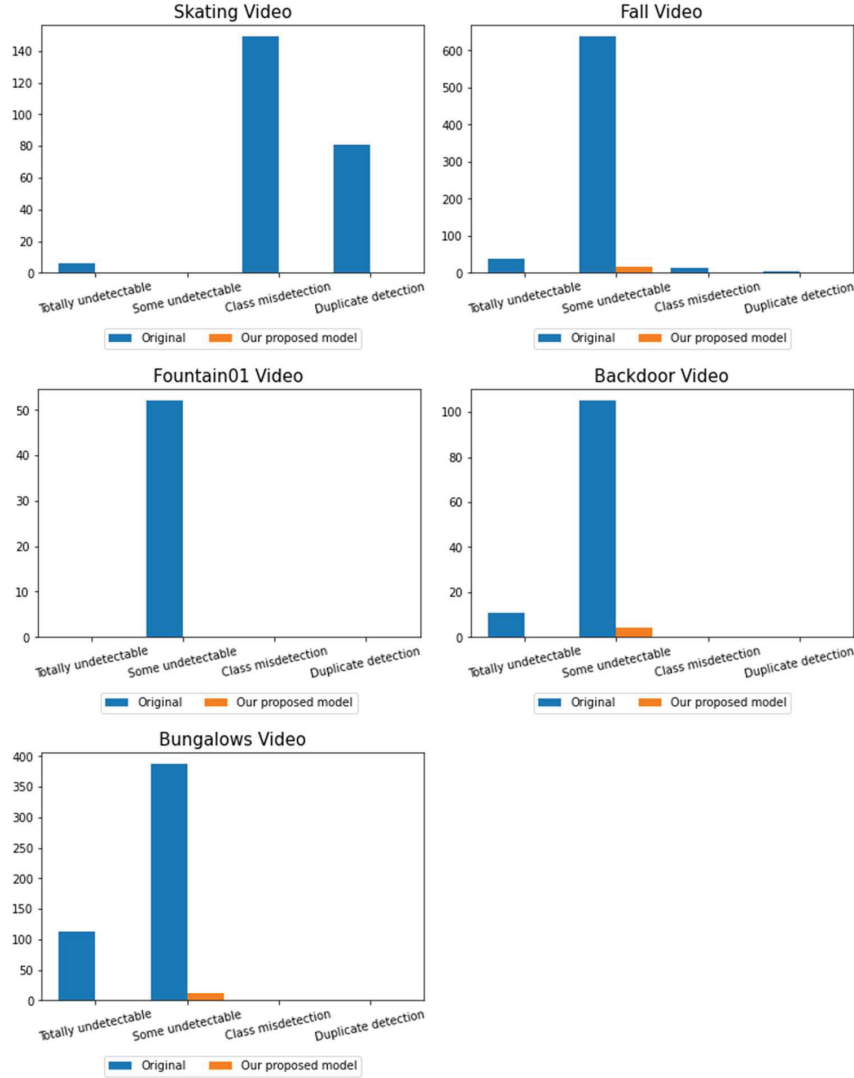 Skating Video
140
120
100
80
60
40
20
0
Totally undetectable Some undetectable Class misdetection Duplicate detection
Original Our proposed model
Fall Video
600
500
400
300
200
100
0
Totally undetectable Some undetectable Class misdetection Duplicate detection
Original Our proposed model
Fountain01 Video
50
40
30
20
10
0
Totally undetectable Some undetectable Class misdetection Duplicate detection
Original Our proposed model
Backdoor Video
100
80
60
40
20
0
Totally undetectable Some undetectable Class misdetection Duplicate detection
Original Our proposed model
Bungalows Video
400
350
300
250
200
150
100
50
0
Totally undetectable Some undetectable Class misdetection Duplicate detection
Original Our proposed model